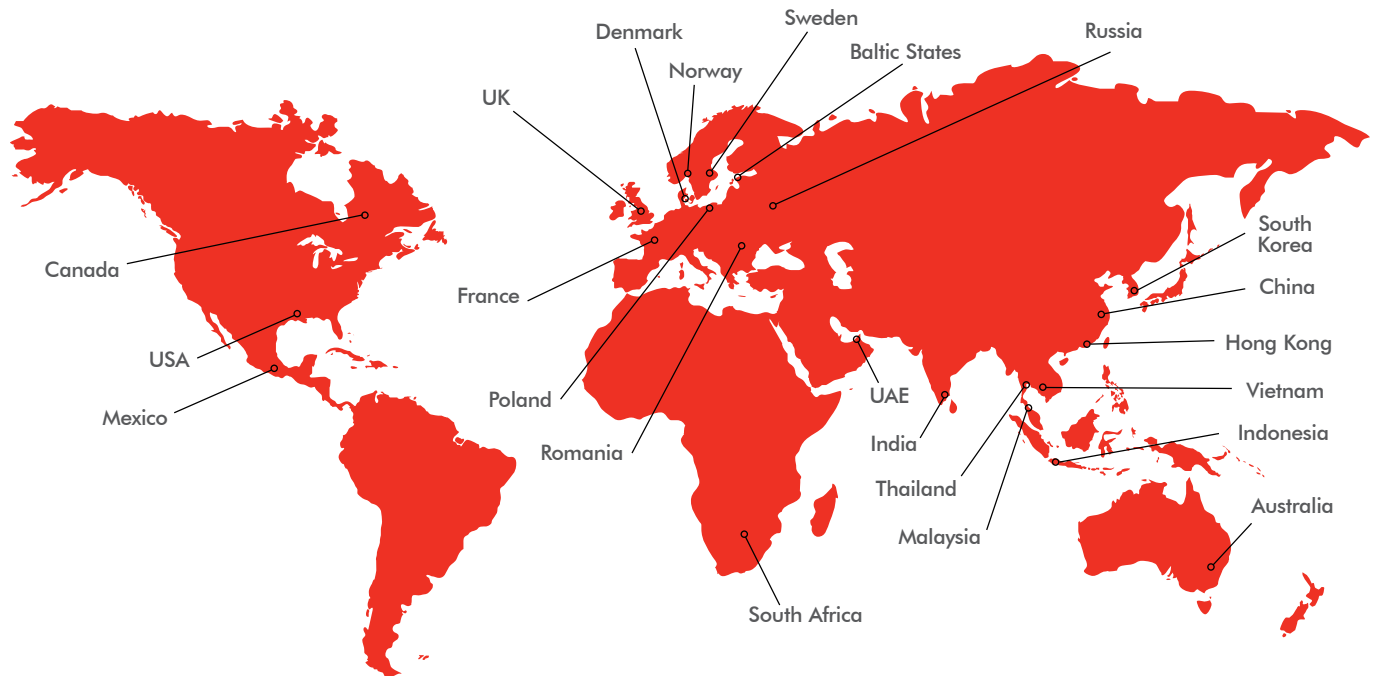 Sweden
Denmark
Russia
Baltic States
Norway
UK
South
Korea
Canada
China
France
Hong Kong
USA
Vietnam
UAE
Poland
Mexico
Indonesia
India
Romania
Thailand
Australia
Malaysia
South Africa